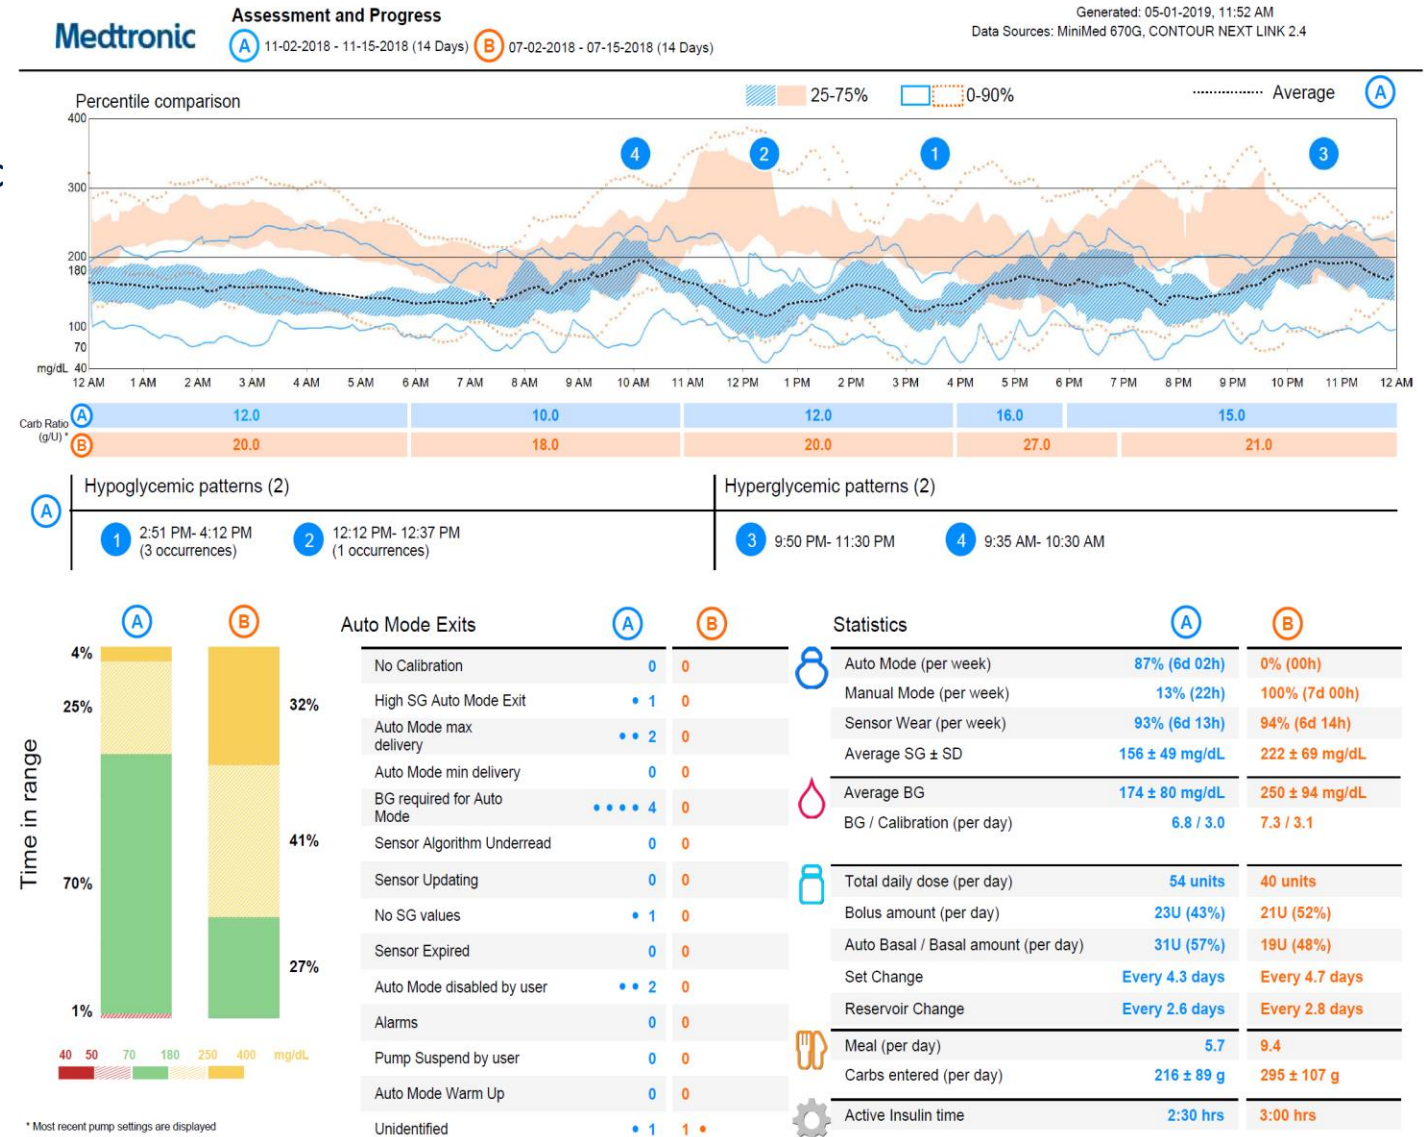 Medtronic
Assessment and Progress
A 11-02-2018 - 11-15-2018 (14 Days) B 07-02-2018 - 07-15-2018 (14 Days)
Generated: 05-01-2019, 11:52 AM
Data Sources: MiniMed 670G, CONTOUR NEXT LINK 2.4
Percentile comparison
25-75% 0-90% Average A
400
300
200
180
100
70
mg/dL 40
4 2 1 3
12 AM 1 AM 2 AM 3 AM 4 AM 5 AM 6 AM 7 AM 8 AM 9 AM 10 AM 11 AM 12 PM 1 PM 2 PM 3 PM 4 PM 5 PM 6 PM 7 PM 8 PM 9 PM 10 PM 11 PM 12 AM
Carb Ratio
(g/U) *
A 12.0 10.0 12.0 16.0 15.0
B 20.0 18.0 20.0 27.0 21.0
A
Hypoglycemic patterns (2)
1 2:51 PM- 4:12 PM
(3 occurrences)
2 12:12 PM- 12:37 PM
(1 occurrences)
Hyperglycemic patterns (2)
3 9:50 PM- 11:30 PM
4 9:35 AM- 10:30 AM
Time in range
A B
4%
25%
70%
1%
32%
41%
27%
40 50 70 180 250 400 mg/dL
* Most recent pump settings are displayed
Auto Mode Exits A B
No Calibration 0 0
High SG Auto Mode Exit 1 0
Auto Mode max
delivery 2 0
Auto Mode min delivery 0 0
BG required for Auto
Mode 4 0
Sensor Algorithm Underread 0 0
Sensor Updating 0 0
No SG values 1 0
Sensor Expired 0 0
Auto Mode disabled by user 2 0
Alarms 0 0
Pump Suspend by user 0 0
Auto Mode Warm Up 0 0
Unidentified 1 1
Statistics A B
Auto Mode (per week) 87% (6d 02h) 0% (00h)
Manual Mode (per week) 13% (22h) 100% (7d 00h)
Sensor Wear (per week) 93% (6d 13h) 94% (6d 14h)
Average SG ± SD 156 ± 49 mg/dL 222 ± 69 mg/dL
Average BG 174 ± 80 mg/dL 250 ± 94 mg/dL
BG / Calibration (per day) 6.8 / 3.0 7.3 / 3.1
Total daily dose (per day) 54 units 40 units
Bolus amount (per day) 23U (43%) 21U (52%)
Auto Basal / Basal amount (per day) 31U (57%) 19U (48%)
Set Change Every 4.3 days Every 4.7 days
Reservoir Change Every 2.6 days Every 2.8 days
Meal (per day) 5.7 9.4
Carbs entered (per day) 216 ± 89 g 295 ± 107 g
Active Insulin time 2:30 hrs 3:00 hrs